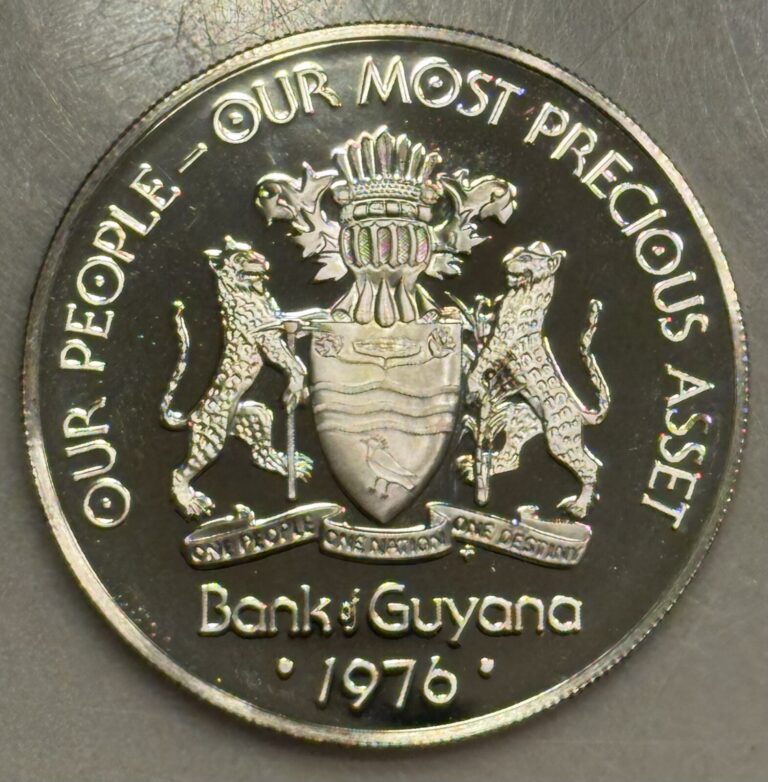 OUR PEOPLE – OUR MOST PRECIOUS ASSET
ONE PEOPLE ONE NATION ONE DESTINY
Bank of Guyana
• 1976 •